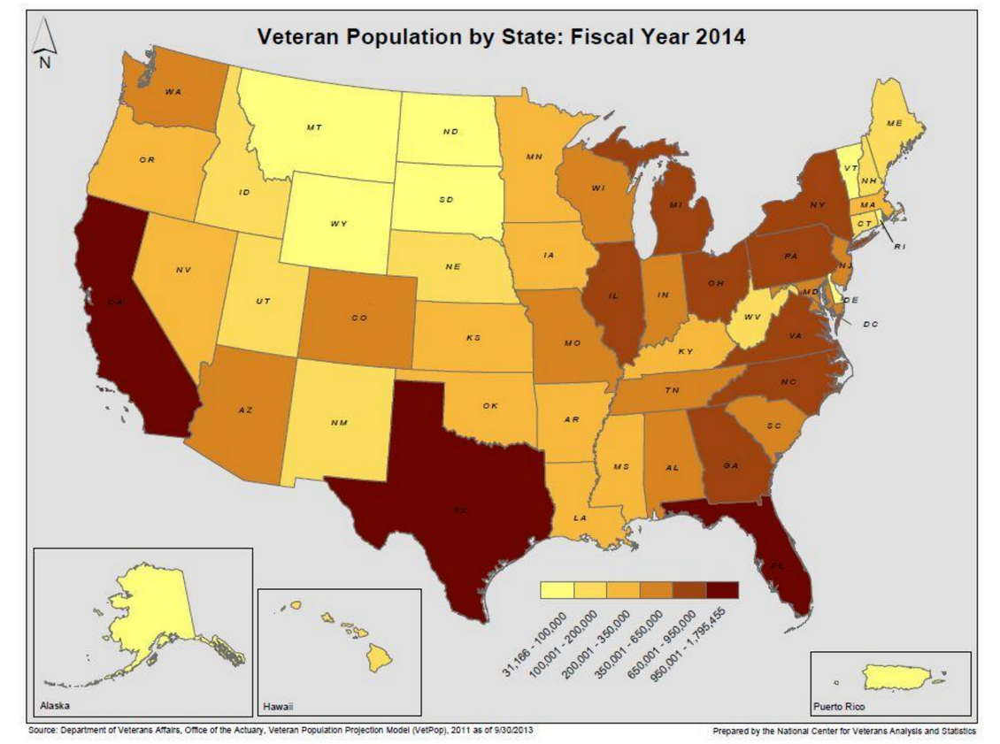 Veteran Population by State: Fiscal Year 2014
N
WA
MT
ND
MN
OR
ID
SD
WI
MI
NY
VT
NH
ME
MA
CT
RI
WY
NV
UT
NE
IA
PA
NJ
CA
CO
KS
MO
IL
IN
OH
WV
MD
DE
DC
VA
KY
AZ
NM
OK
AR
TN
NC
SC
MS
AL
GA
TX
LA
FL
31,166 - 100,000
100,001 - 200,000
200,001 - 350,000
350,001 - 650,000
650,001 - 950,000
950,001 - 1,795,455
Alaska
Hawaii
Puerto Rico
Source: Department of Veterans Affairs, Office of the Actuary, Veteran Population Projection Model (VetPop), 2011 as of 9/30/2013
Prepared by the National Center for Veterans Analysis and Statistics